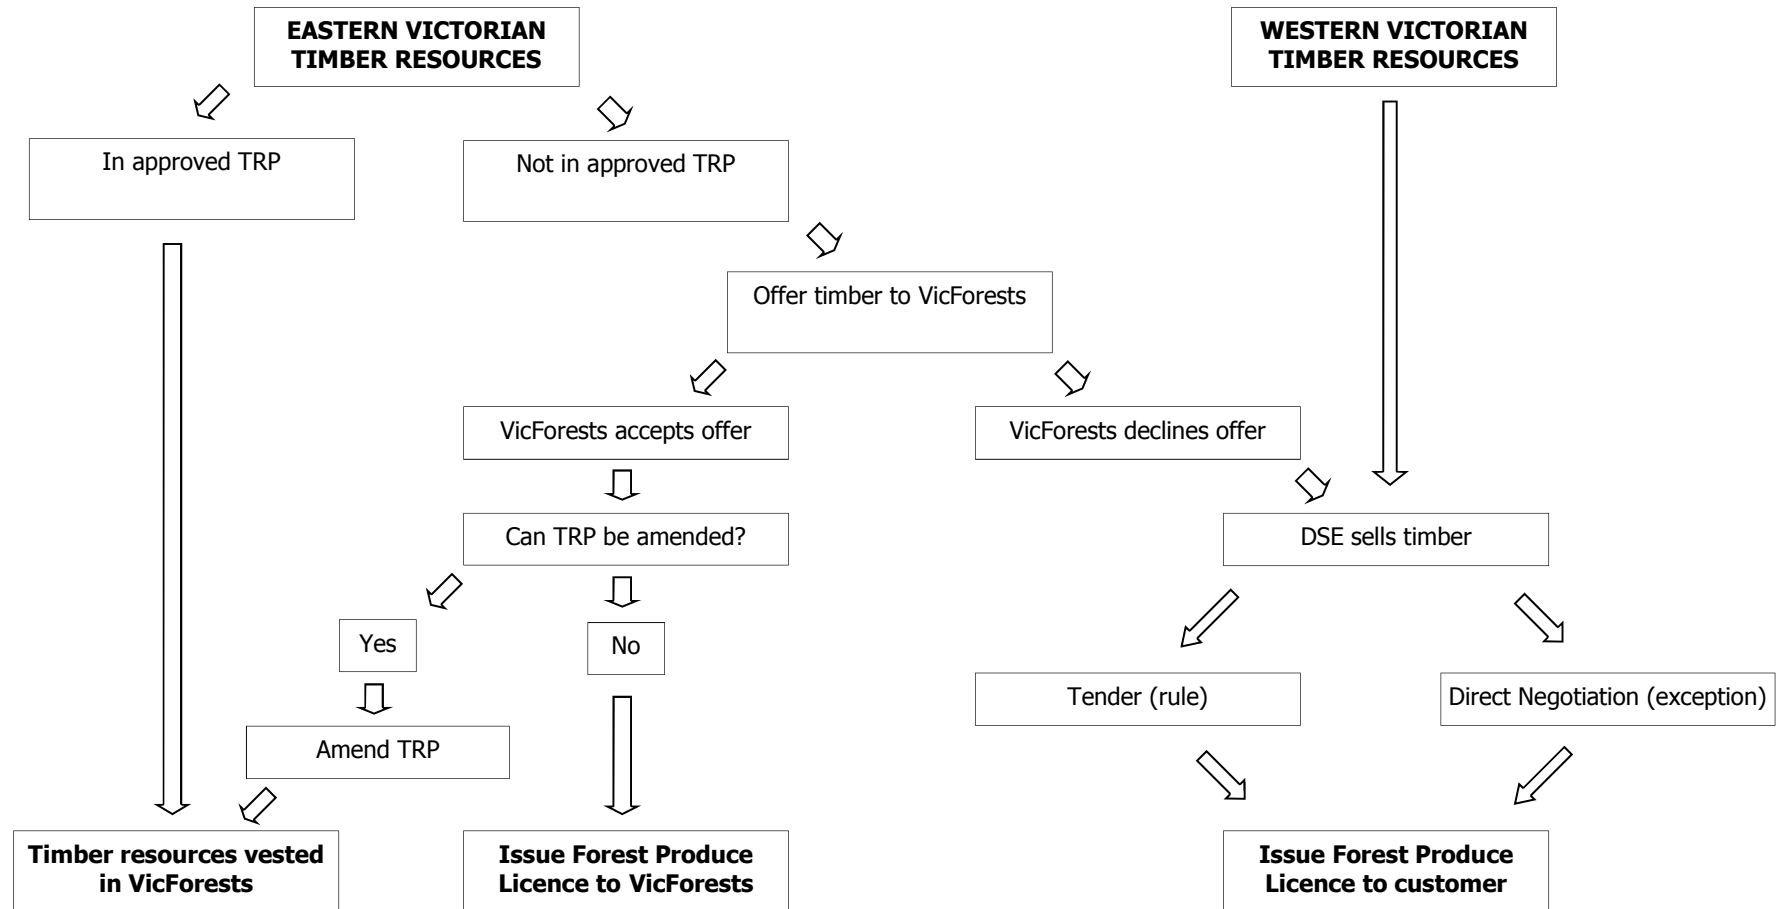 EASTERN VICTORIAN
TIMBER RESOURCES
WESTERN VICTORIAN
TIMBER RESOURCES
In approved TRP
Not in approved TRP
Offer timber to VicForests
VicForests accepts offer
VicForests declines offer
Can TRP be amended?
DSE sells timber
Yes
No
Tender (rule)
Direct Negotiation (exception)
Amend TRP
Timber resources vested
in VicForests
Issue Forest Produce
Licence to VicForests
Issue Forest Produce
Licence to customer